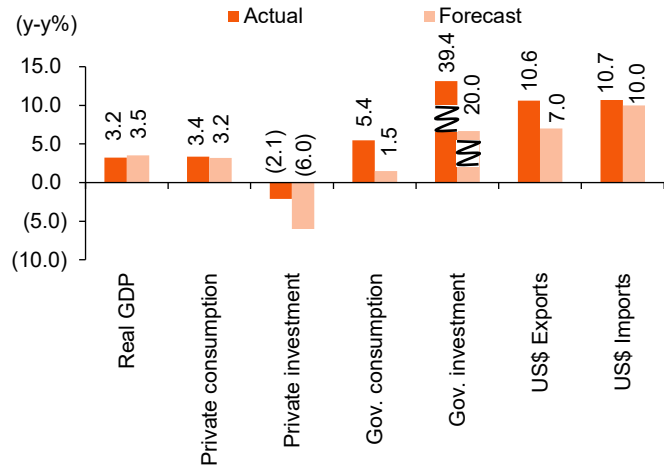 (y-y%)
Actual
Forecast
15.0
10.0
5.0
0.0
(5.0)
(10.0)
3.2
3.5
3.4
3.2
(2.1)
(6.0)
5.4
1.5
39.4
20.0
10.6
7.0
10.7
10.0
Real GDP
Private consumption
Private investment
Gov. consumption
Gov. investment
US$ Exports
US$ Imports